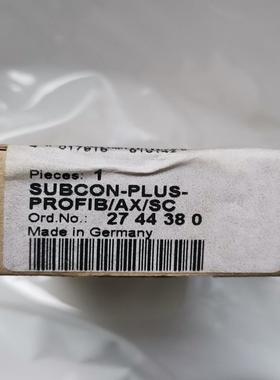 Pieces: 1
SUBCON-PLUS-
PROFIB/AX/SC
Ord.No.: 27 44 38 0
Made in Germany